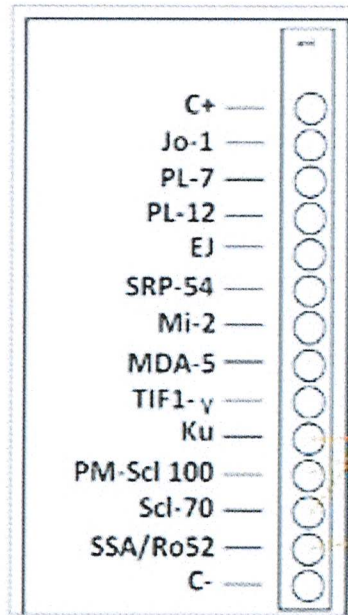 C+
Jo-1
PL-7
PL-12
EJ
SRP-54
Mi-2
MDA-5
TIF1-γ
Ku
PM-Scl 100
Scl-70
SSA/Ro52
C-